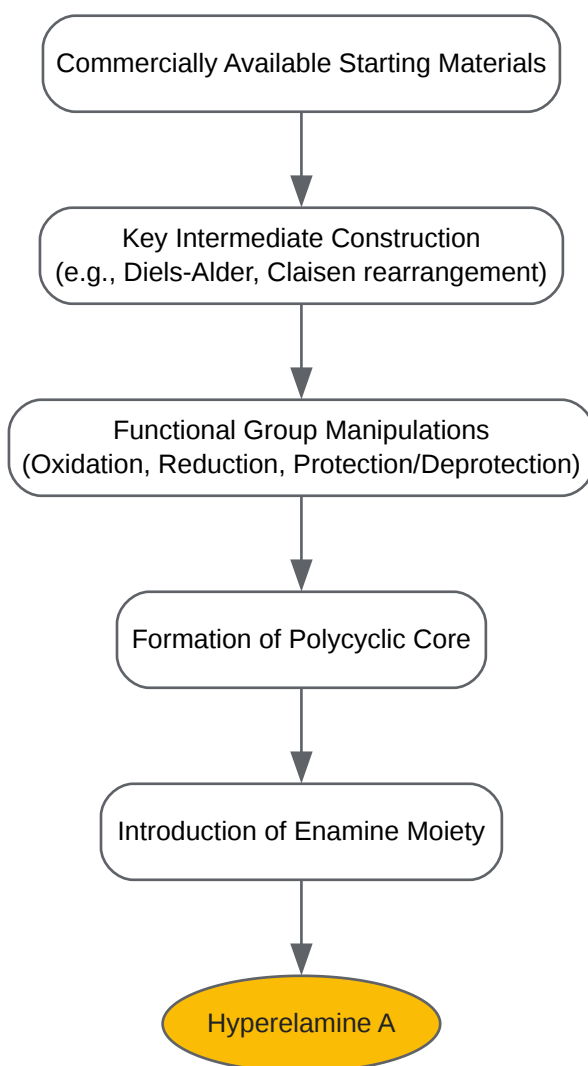 Commercially Available Starting Materials
Key Intermediate Construction
(e.g., Diels-Alder, Claisen rearrangement)
Functional Group Manipulations
(Oxidation, Reduction, Protection/Deprotection)
Formation of Polycyclic Core
Introduction of Enamine Moiety
Hyperelamine A